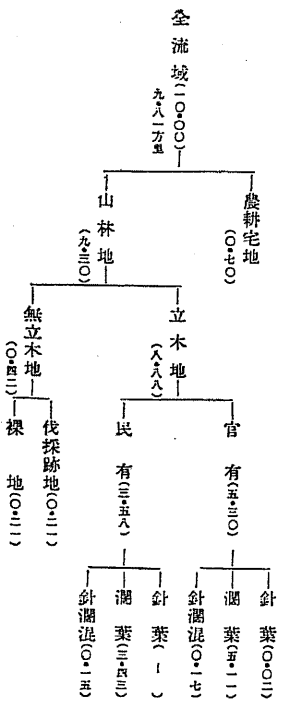 全流域(一〇・〇〇)
九・八一方里
農耕宅地
(〇・七〇)
山林地
(九・三〇)
立木地
(八・八八)
無立木地
(〇・四二)
官有(五・三〇)
民有(三・五八)
伐採跡地(〇・二一)
裸地(〇・二一)
針葉(〇・〇二)
濶葉(五・一一)
針濶混(〇・一七)
針葉(ー)
濶葉(三・四三)
針濶混(〇・一五)